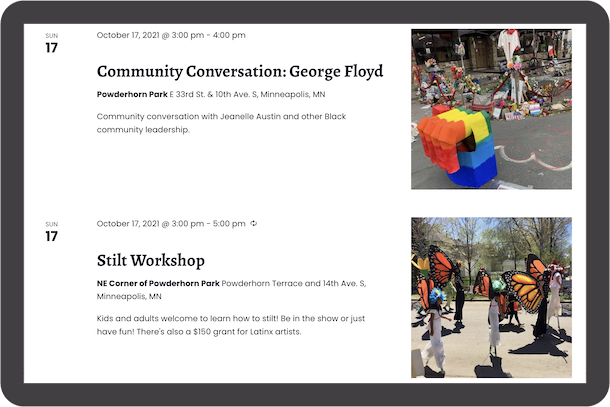 SUN
17
October 17, 2021 @ 3:00 pm - 4:00 pm
Community Conversation: George Floyd
Powderhorn Park E 33rd St. & 10th Ave. S, Minneapolis, MN
Community conversation with Jeanelle Austin and other Black
community leadership.
SUN
17
October 17, 2021 @ 3:00 pm - 5:00 pm
Stilt Workshop
NE Corner of Powderhorn Park Powderhorn Terrace and 14th Ave. S,
Minneapolis, MN
Kids and adults welcome to learn how to stilt! Be in the show or just
have fun! There's also a $150 grant for Latinx artists.